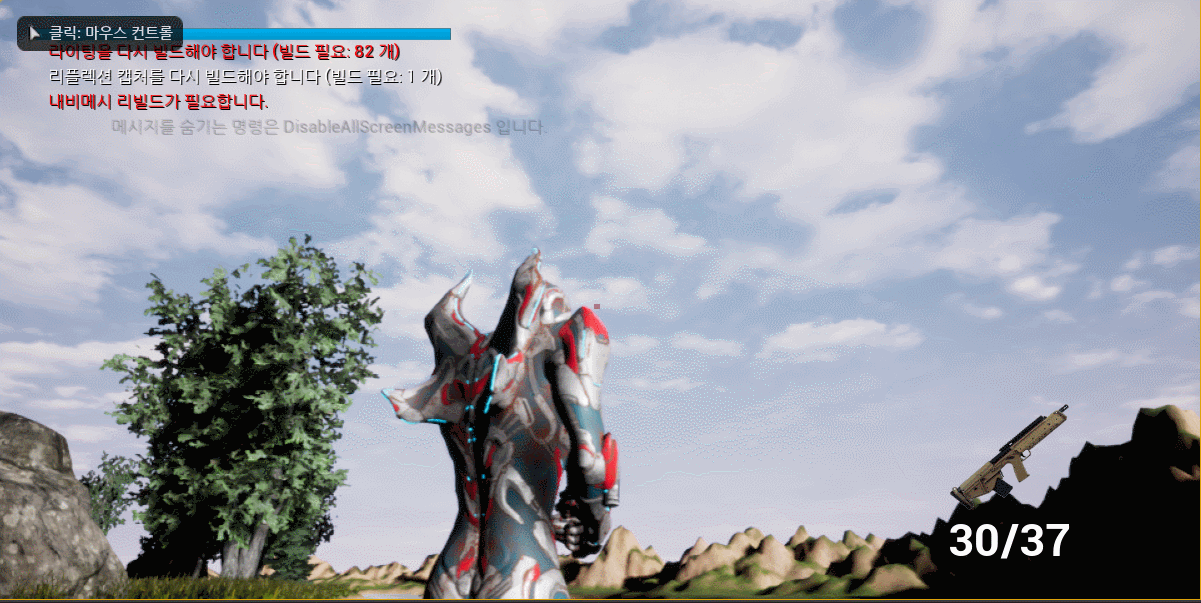 클릭: 마우스 컨트롤
라이팅을 다시 빌드해야 합니다 (빌드 필요: 82 개)
리플렉션 캡처를 다시 빌드해야 합니다 (빌드 필요: 1 개)
내비메시 리빌드가 필요합니다.
메시지를 숨기는 명령은 DisableAllScreenMessages 입니다.
30/37